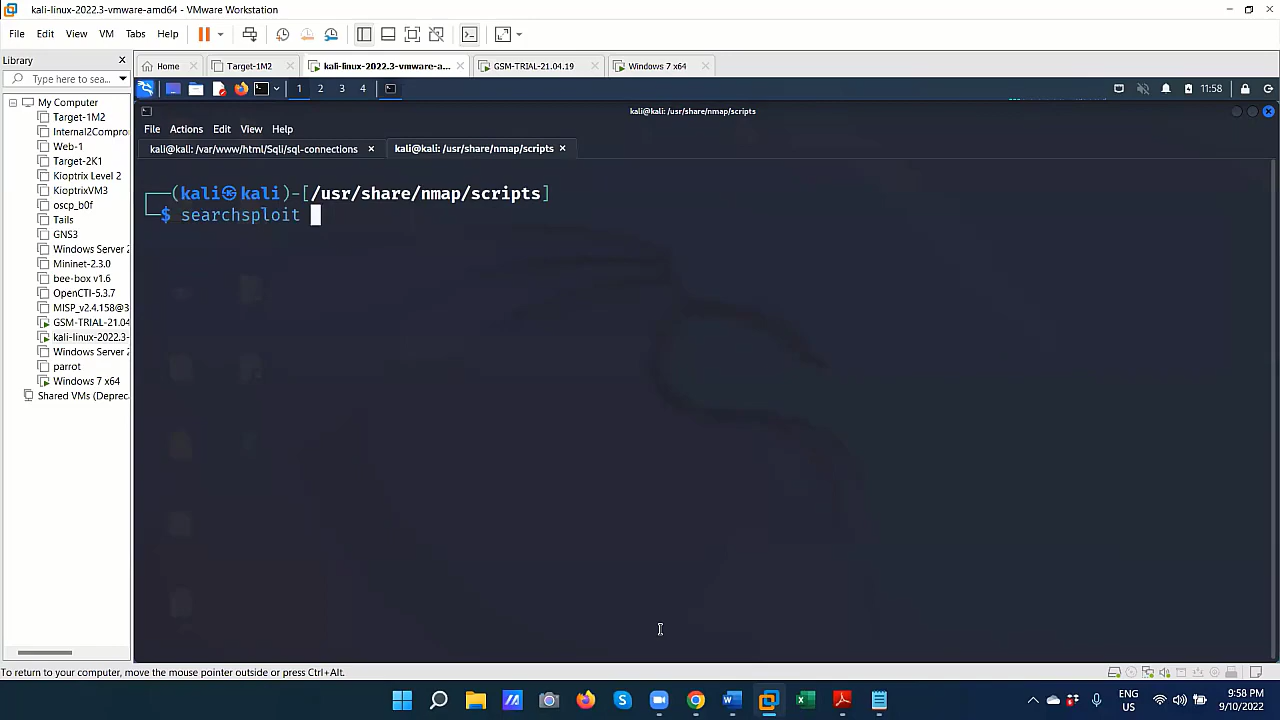 kali-linux-2022.3-vmware-amd64 - VMware Workstation
File Edit View VM Tabs Help
Library
Type here to sea...
My Computer
Target-1M2
Internal2Compro
Web-1
Target-2K1
Kioptrix Level 2
KioptrixVM3
oscp_b0f
Tails
GNS3
Windows Server 2
Mininet-2.3.0
bee-box v1.6
OpenCTI-5.3.7
MISP_v2.4.158@3
GSM-TRIAL-21.04
kali-linux-2022.3-
Windows Server 2
parrot
Windows 7 x64
Shared VMs (Deprec
Home Target-1M2 kali-linux-2022.3-vmware-a... GSM-TRIAL-21.04.19 Windows 7 x64
1 2 3 4 11:58
kali@kali: /usr/share/nmap/scripts
File Actions Edit View Help
kali@kali: /var/www/html/Sqli/sql-connections kali@kali: /usr/share/nmap/scripts
(kali㉿kali)-[/usr/share/nmap/scripts]
$ searchsploit
To return to your computer, move the mouse pointer outside or press Ctrl+Alt.
ENG
US
9:58 PM
9/10/2022